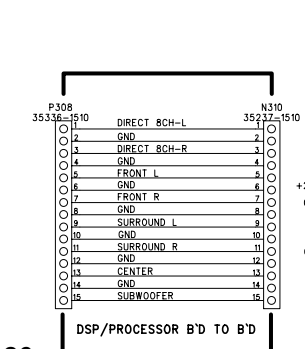 P308 N310
35336-1510 35237-1510
1 DIRECT 8CH-L 1
2 GND 2
3 DIRECT 8CH-R 3
4 GND 4
5 FRONT L 5
6 GND 6
7 FRONT R 7
8 GND 8
9 SURROUND L 9
10 GND 10
11 SURROUND R 11
12 GND 12
13 CENTER 13
14 GND 14
15 SUBWOOFER 15
DSP/PROCESSOR B'D TO B'D